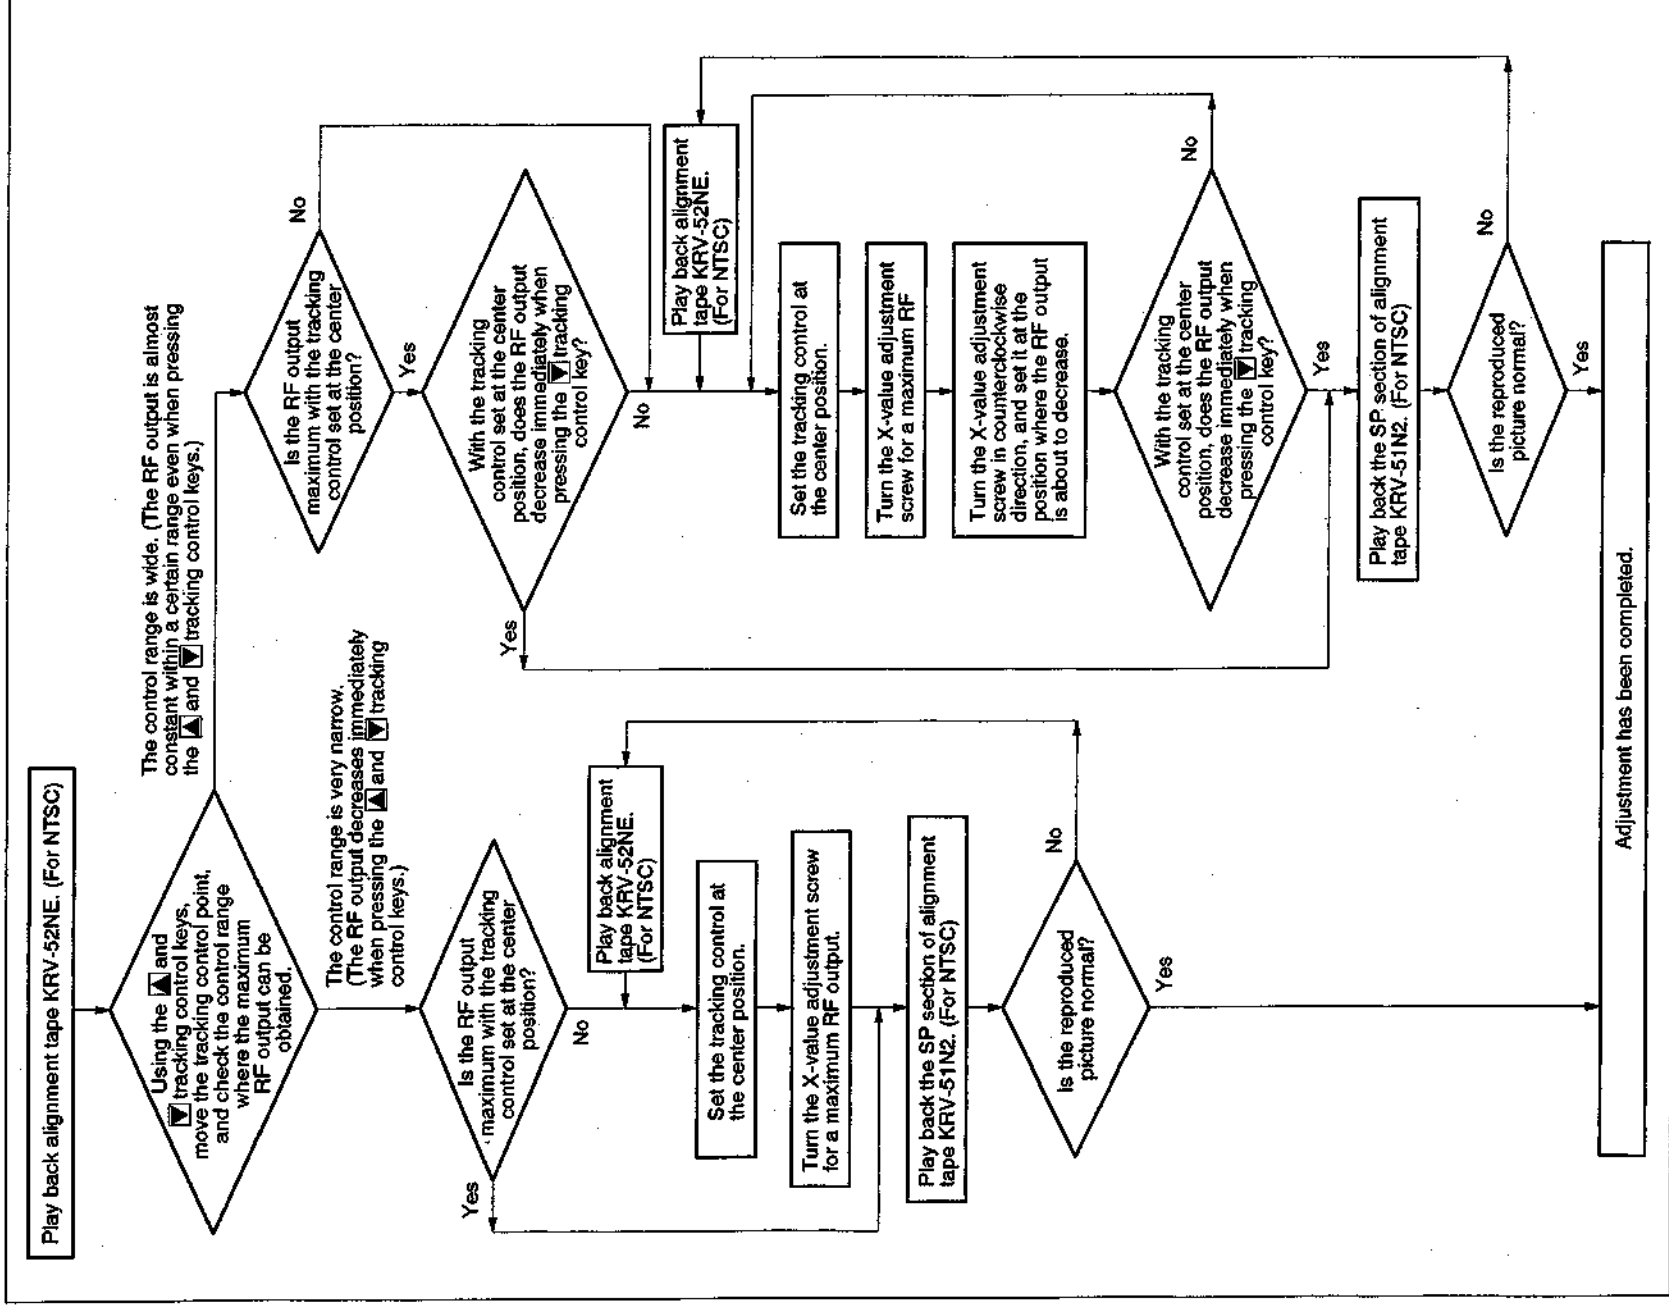 Play back alignment tape KRV-52NE. (For NTSC)
Using the ▲ and
▼ tracking control keys,
move the tracking control point,
and check the control range
where the maximum
RF output can be
obtained.
The control range is very narrow.
(The RF output decreases immediately
when pressing the ▲ and ▼ tracking
control keys.)
Is the RF output
maximum with the tracking
control set at the center
position?
Yes
No
Play back alignment
tape KRV-52NE.
(For NTSC)
Set the tracking control at
the center position.
Turn the X-value adjustment screw
for a maximum RF output.
Play back the SP section of alignment
tape KRV-51N2. (For NTSC)
Is the reproduced
picture normal?
No
Yes
The control range is wide. (The RF output is almost
constant within a certain range even when pressing
the ▲ and ▼ tracking control keys.)
Is the RF output
maximum with the tracking
control set at the center
position?
No
Yes
With the tracking
control set at the center
position, does the RF output
decrease immediately when
pressing the ▼ tracking
control key?
Yes
No
Play back alignment
tape KRV-52NE.
(For NTSC)
Set the tracking control at
the center position.
Turn the X-value adjustment
screw for a maximum RF
Turn the X-value adjustment
screw in counterclockwise
direction, and set it at the
position where the RF output
is about to decrease.
With the tracking
control set at the center
position, does the RF output
decrease immediately when
pressing the ▼ tracking
control key?
No
Yes
Play back the SP section of alignment
tape KRV-51N2. (For NTSC)
Is the reproduced
picture normal?
No
Yes
Adjustment has been completed.